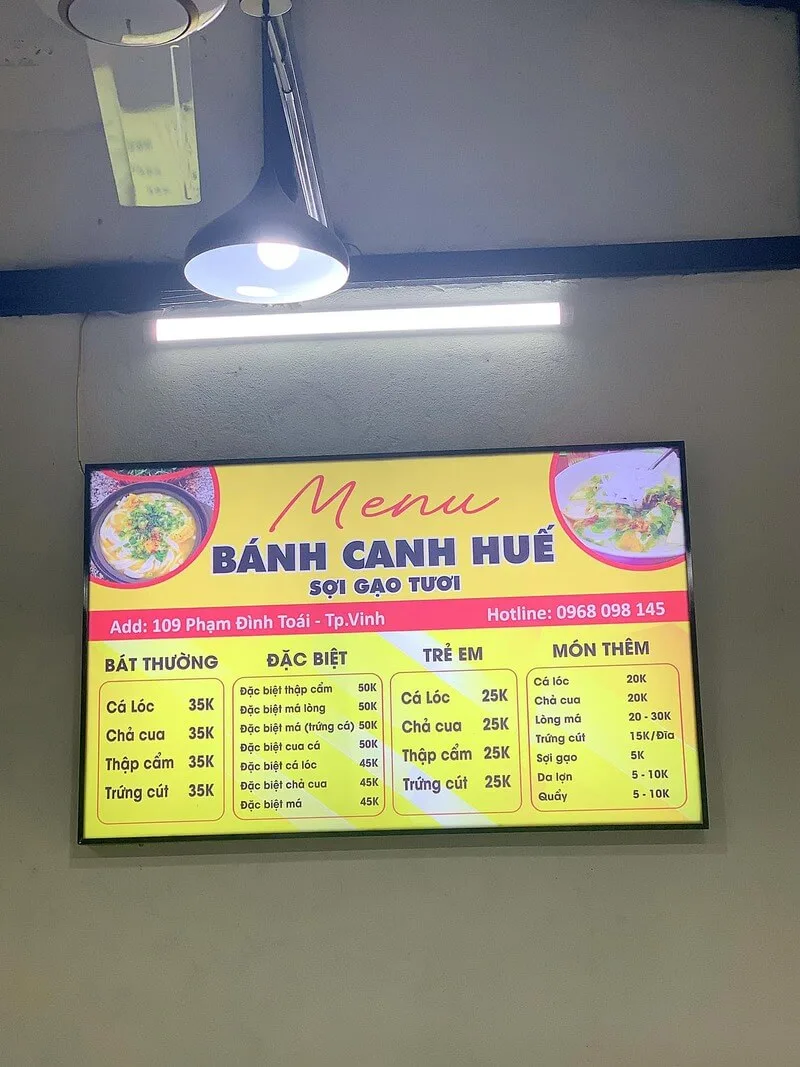 Menu
BÁNH CANH HUẾ
SỢI GẠO TƯƠI
Add: 109 Phạm Đình Toái - Tp.Vinh
Hotline: 0968 098 145
BÁT THƯỜNG
Cá Lóc 35K
Chả cua 35K
Thập cẩm 35K
Trứng cút 35K
ĐẶC BIỆT
Đặc biệt thập cẩm 50K
Đặc biệt má lòng 50K
Đặc biệt má (trứng cá) 50K
Đặc biệt cua cá 50K
Đặc biệt cá lóc 45K
Đặc biệt chả cua 45K
Đặc biệt má 45K
TRẺ EM
Cá Lóc 25K
Chả cua 25K
Thập cẩm 25K
Trứng cút 25K
MÓN THÊM
Cá lóc 20K
Chả cua 20K
Lòng má 20 - 30K
Trứng cút 15K/Đĩa
Sợi gạo 5K
Da lợn 5 - 10K
Quẩy 5 - 10K